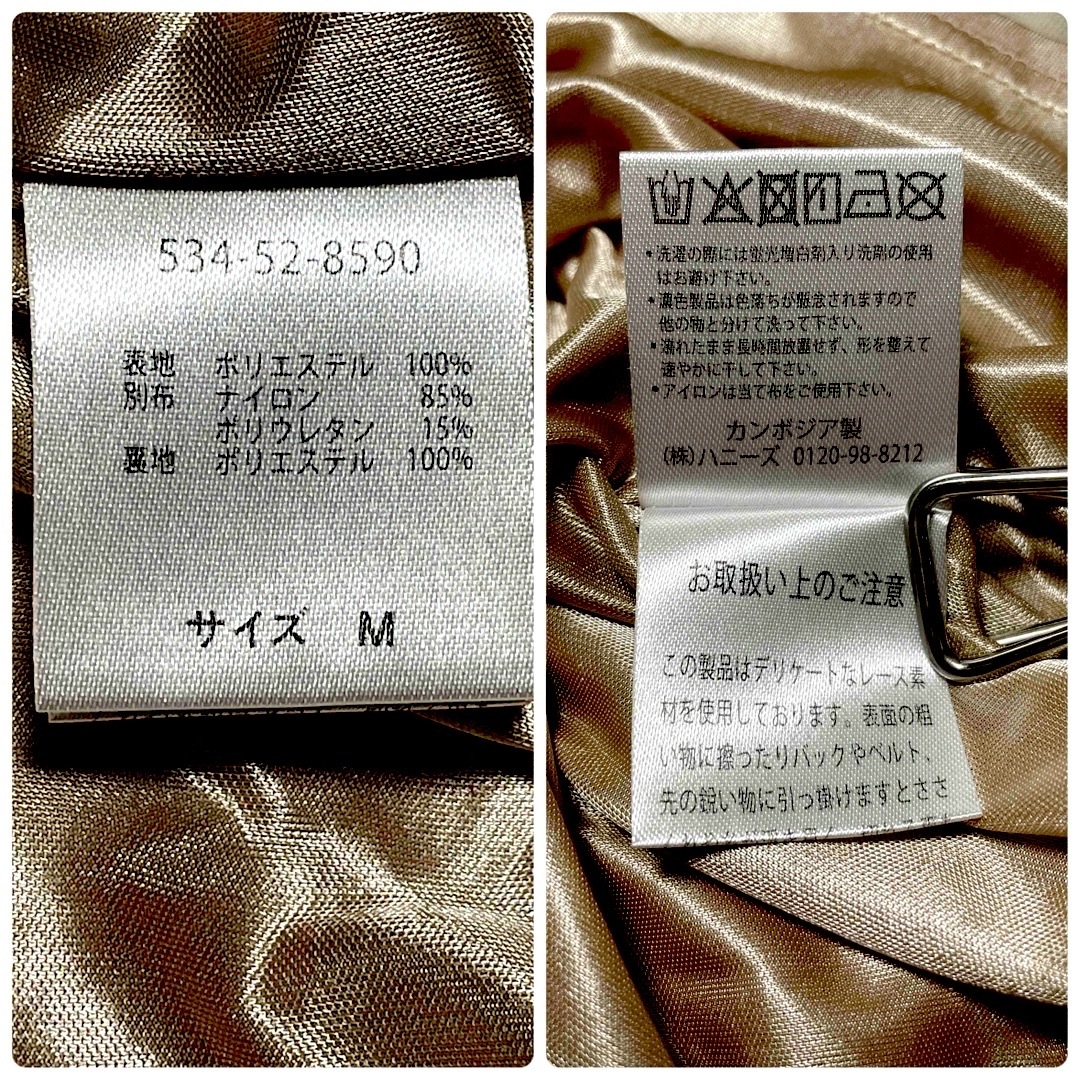 534-52-8590
表地 ポリエステル 100%
別布 ナイロン 85%
ポリウレタン 15%
裏地 ポリエステル 100%
サイズ M
*洗濯の際には蛍光増白剤入り洗剤の使用
はお避け下さい。
*濃色製品は色落ちが懸念されますので
他の物と分けて洗って下さい。
*濡れたまま長時間放置せず、形を整えて
速やかに干して下さい。
*アイロンは当て布をご使用下さい。
カンボジア製
(株)ハニーズ 0120-98-8212
お取扱い上のご注意
この製品はデリケートなレース素
材を使用しております。表面の粗
い物に擦ったりバックやベルト、
先の鋭い物に引っ掛けますとささ